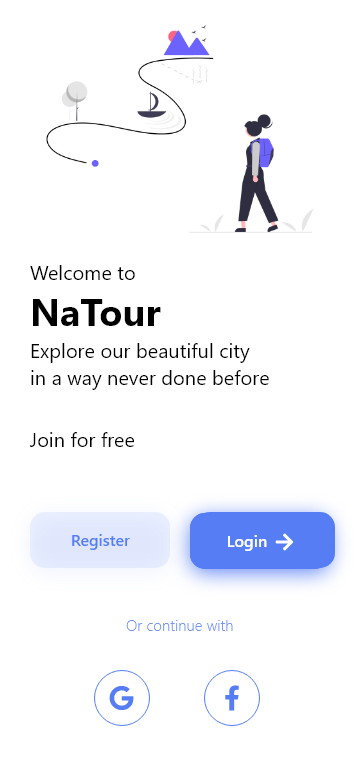 Welcome to
NaTour
Explore our beautiful city
in a way never done before
Join for free
Register
Login
Or continue with